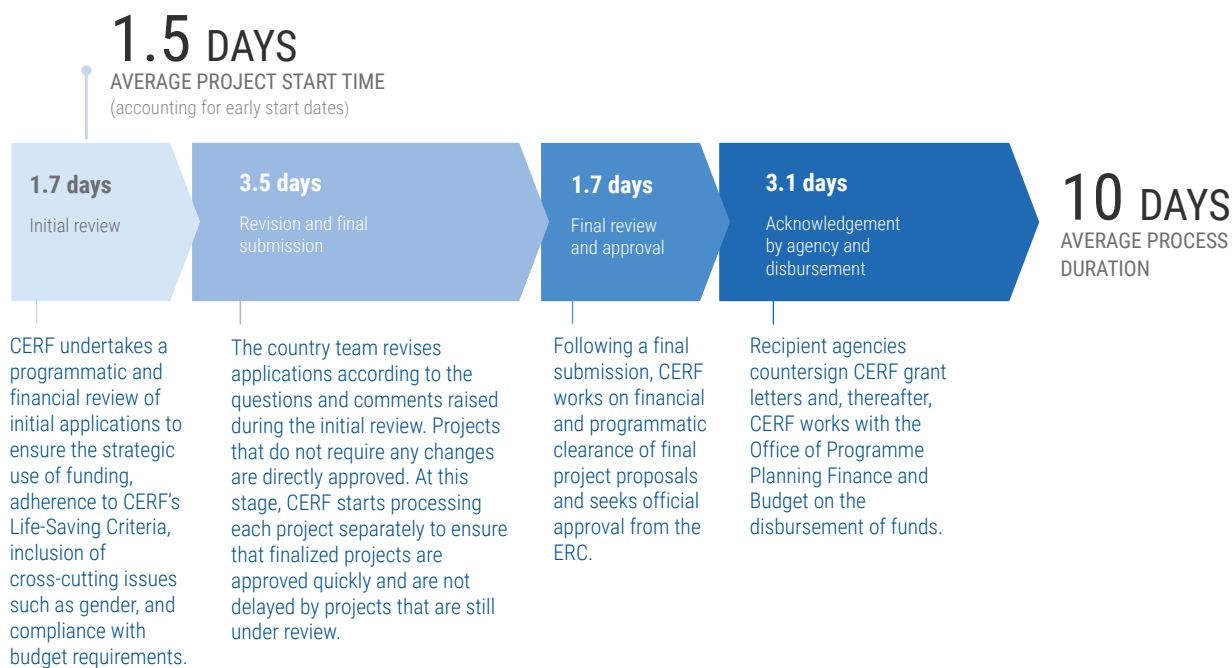 1.5 DAYS
AVERAGE PROJECT START TIME
(accounting for early start dates)
1.7 days
Initial review
3.5 days
Revision and final
submission
1.7 days
Final review
and approval
3.1 days
Acknowledgement
by agency and
disbursement
10 DAYS
AVERAGE PROCESS
DURATION
CERF undertakes a
programmatic and
financial review of
initial applications to
ensure the strategic
use of funding,
adherence to CERF's
Life-Saving Criteria,
inclusion of
cross-cutting issues
such as gender, and
compliance with
budget requirements.
The country team revises
applications according to the
questions and comments raised
during the initial review. Projects
that do not require any changes
are directly approved. At this
stage, CERF starts processing
each project separately to ensure
that finalized projects are
approved quickly and are not
delayed by projects that are still
under review.
Following a final
submission, CERF
works on financial
and programmatic
clearance of final
project proposals
and seeks official
approval from the
ERC.
Recipient agencies
countersign CERF grant
letters and, thereafter,
CERF works with the
Office of Programme
Planning Finance and
Budget on the
disbursement of funds.